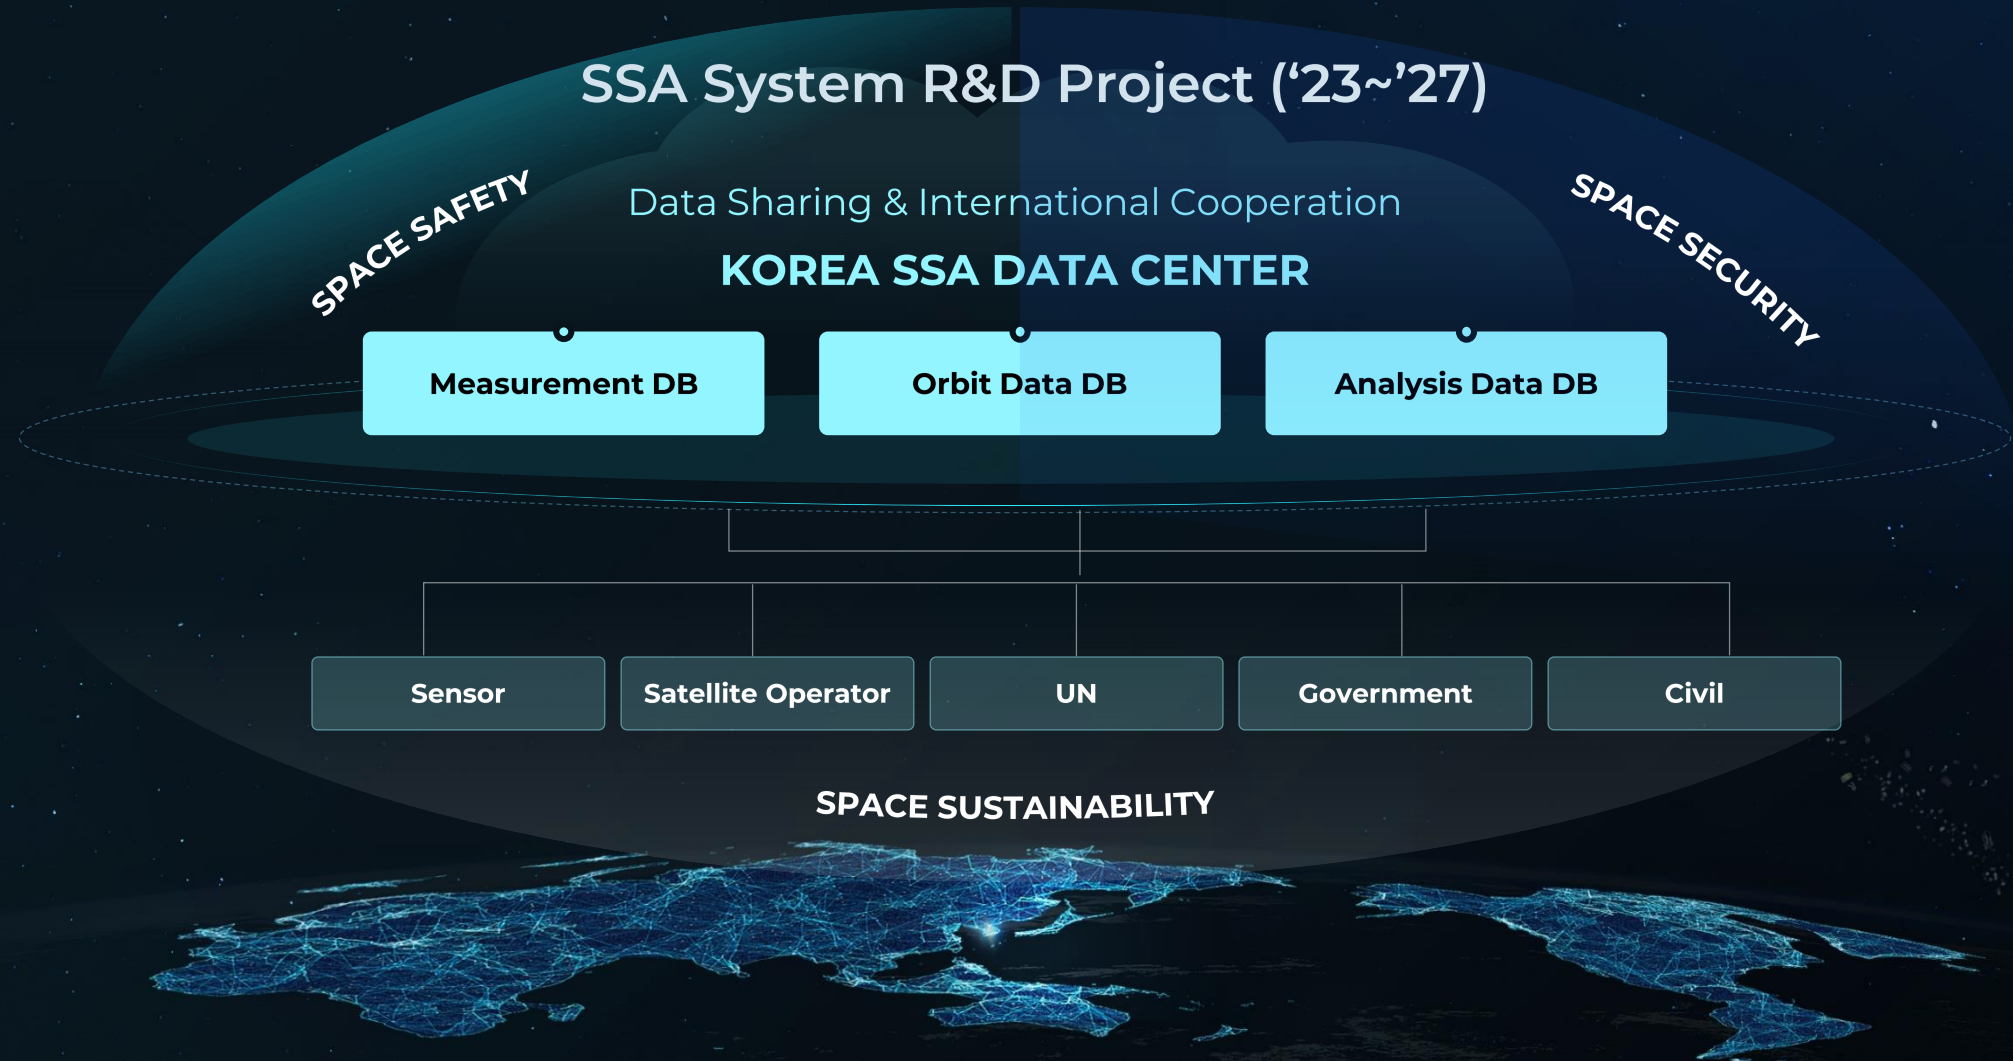 SSA System R&D Project (‘23~’27)
SPACE SAFETY
SPACE SECURITY
Data Sharing & International Cooperation
KOREA SSA DATA CENTER
Measurement DB
Orbit Data DB
Analysis Data DB
Sensor
Satellite Operator
UN
Government
Civil
SPACE SUSTAINABILITY